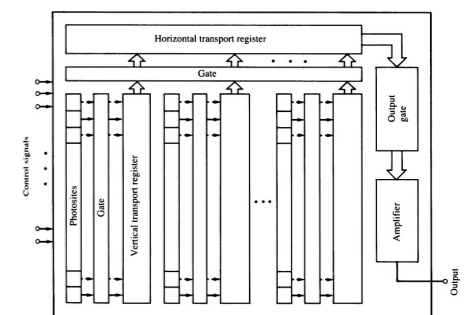 Horizontal transport register
Gate
Control signals
Photosites
Gate
Vertical transport register
Output
gate
Amplifier
Output